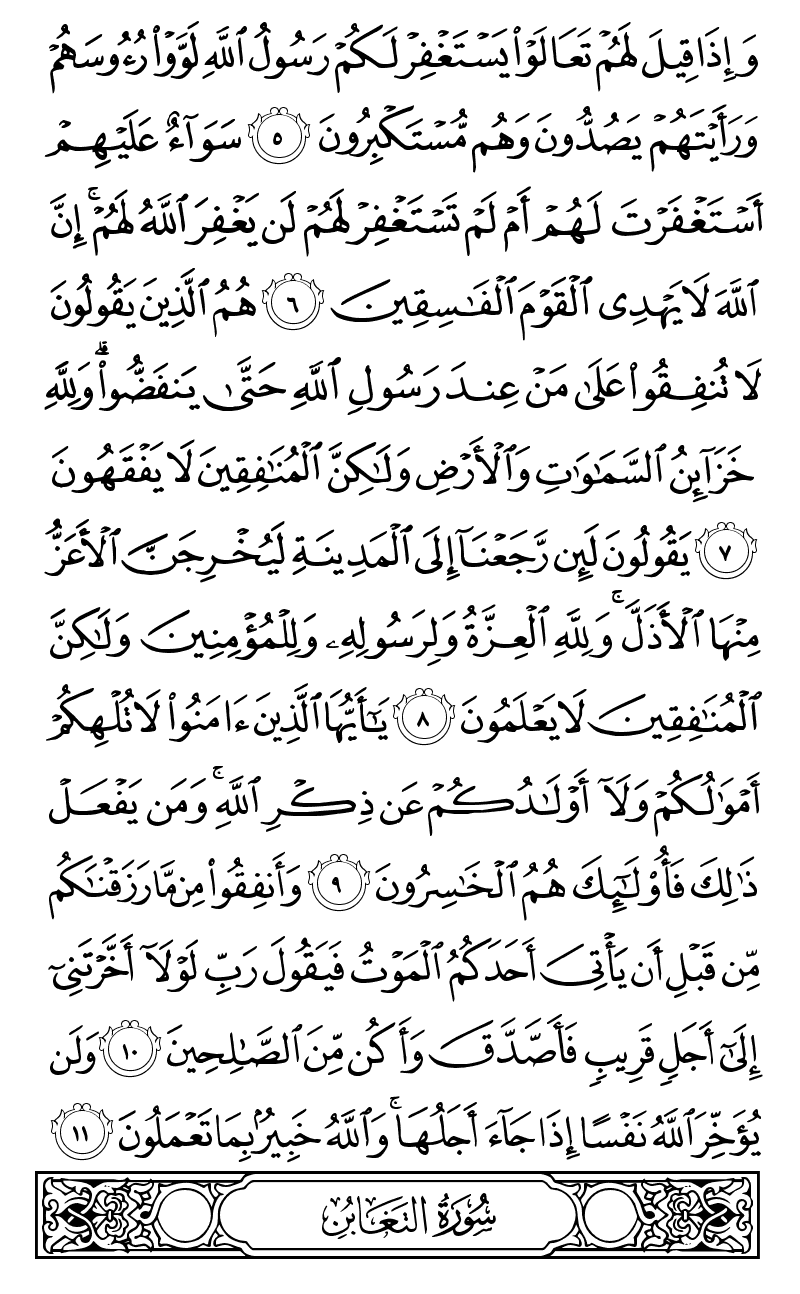 وَإِذَا قِيلَ لَهُمْ تَعَالَوْا۟ يَسْتَغْفِرْ لَكُمْ رَسُولُ ٱللَّهِ لَوَّوْا۟ رُءُوسَهُمْ
وَرَأَيْتَهُمْ يَصُدُّونَ وَهُم مُّسْتَكْبِرُونَ ٥ سَوَآءٌ عَلَيْهِمْ
أَسْتَغْفَرْتَ لَهُمْ أَمْ لَمْ تَسْتَغْفِرْ لَهُمْ لَن يَغْفِرَ ٱللَّهُ لَهُمْ ۚ إِنَّ
ٱللَّهَ لَا يَهْدِى ٱلْقَوْمَ ٱلْفَـٰسِقِينَ ٦ هُمُ ٱلَّذِينَ يَقُولُونَ
لَا تُنفِقُوا۟ عَلَىٰ مَنْ عِندَ رَسُولِ ٱللَّهِ حَتَّىٰ يَنفَضُّوا۟ ۗ وَلِلَّهِ
خَزَآئِنُ ٱلسَّمَـٰوَٰتِ وَٱلْأَرْضِ وَلَـٰكِنَّ ٱلْمُنَـٰفِقِينَ لَا يَفْقَهُونَ
٧ يَقُولُونَ لَئِن رَّجَعْنَآ إِلَى ٱلْمَدِينَةِ لَيُخْرِجَنَّ ٱلْأَعَزُّ
مِنْهَا ٱلْأَذَلَّ ۚ وَلِلَّهِ ٱلْعِزَّةُ وَلِرَسُولِهِۦ وَلِلْمُؤْمِنِينَ وَلَـٰكِنَّ
ٱلْمُنَـٰفِقِينَ لَا يَعْلَمُونَ ٨ يَـٰٓأَيُّهَا ٱلَّذِينَ ءَامَنُوا۟ لَا تُلْهِكُمْ
أَمْوَٰلُكُمْ وَلَآ أَوْلَـٰدُكُمْ عَن ذِكْرِ ٱللَّهِ ۚ وَمَن يَفْعَلْ
ذَٰلِكَ فَأُو۟لَـٰٓئِكَ هُمُ ٱلْخَـٰسِرُونَ ٩ وَأَنفِقُوا۟ مِن مَّا رَزَقْنَـٰكُم
مِّن قَبْلِ أَن يَأْتِىَ أَحَدَكُمُ ٱلْمَوْتُ فَيَقُولَ رَبِّ لَوْلَآ أَخَّرْتَنِىٓ
إِلَىٰٓ أَجَلٍ قَرِيبٍ فَأَصَّدَّقَ وَأَكُن مِّنَ ٱلصَّـٰلِحِينَ ١٠ وَلَن
يُؤَخِّرَ ٱللَّهُ نَفْسًا إِذَا جَآءَ أَجَلُهَا ۚ وَٱللَّهُ خَبِيرٌۢ بِمَا تَعْمَلُونَ ١١
سُورَةُ التَّغَابُنِ